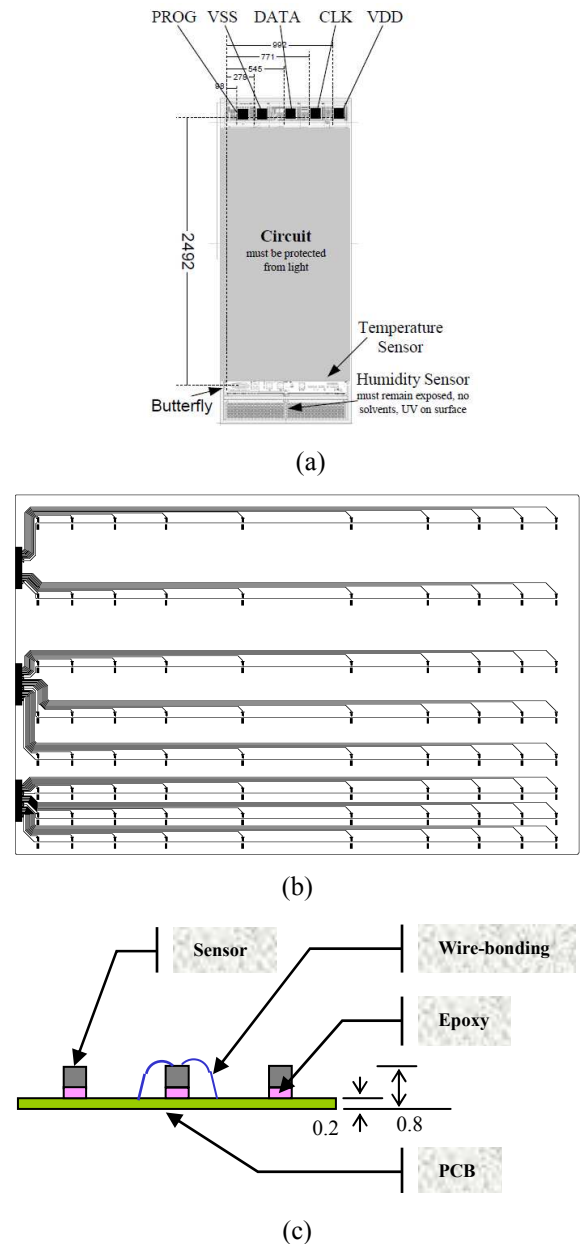 PROG VSS DATA CLK VDD
992
771
545
278
98
2492
Circuit
must be protected
from light
Temperature
Sensor
Humidity Sensor
must remain exposed, no
solvents, UV on surface
Butterfly
(a)
(b)
Sensor
Wire-bonding
Epoxy
0.2
0.8
PCB
(c)